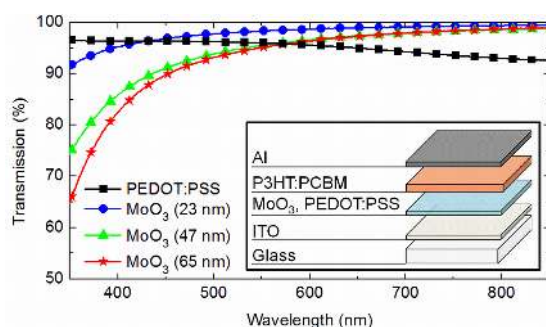 100
90
80
70
60
50
Transmission (%)
PEDOT:PSS
MoO3 (23 nm)
MoO3 (47 nm)
MoO3 (65 nm)
Al
P3HT:PCBM
MoO3, PEDOT:PSS
ITO
Glass
400 500 600 700 800
Wavelength (nm)